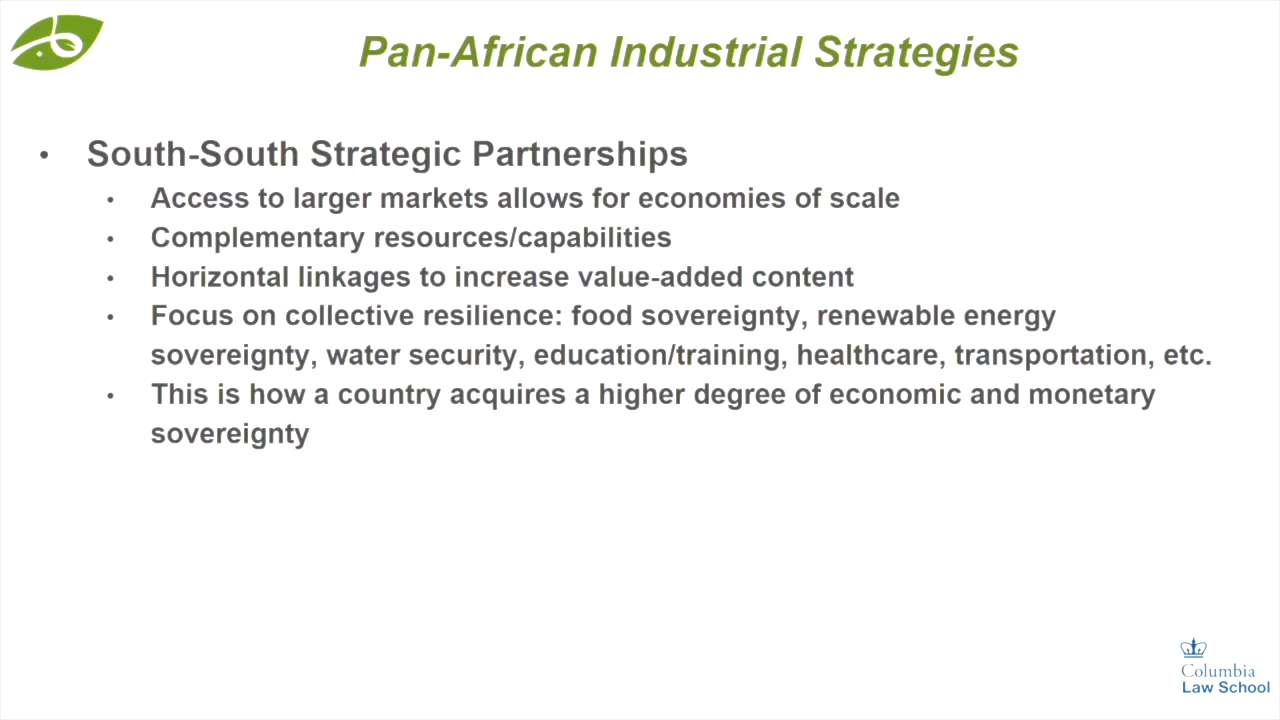 Pan-African Industrial Strategies
• South-South Strategic Partnerships
• Access to larger markets allows for economies of scale
• Complementary resources/capabilities
• Horizontal linkages to increase value-added content
• Focus on collective resilience: food sovereignty, renewable energy
sovereignty, water security, education/training, healthcare, transportation, etc.
• This is how a country acquires a higher degree of economic and monetary
sovereignty
Columbia
Law School